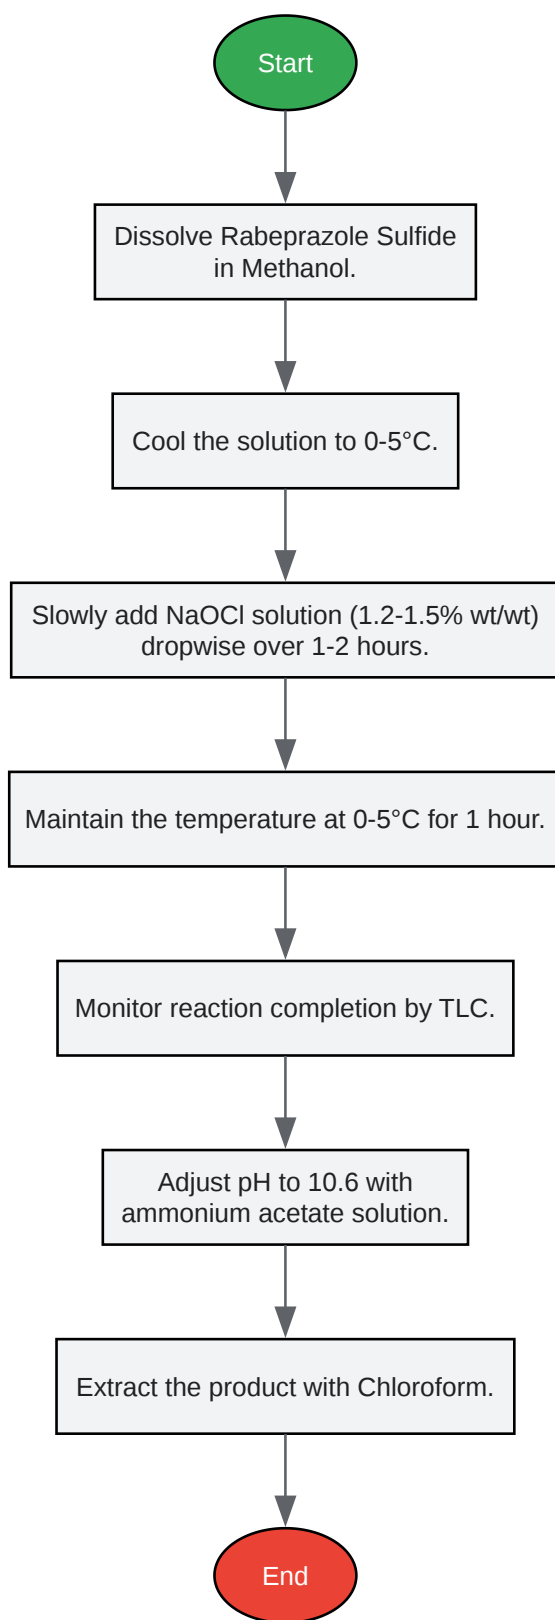 Start
Dissolve Rabeprazole Sulfide
in Methanol.
Cool the solution to 0-5°C.
Slowly add NaOCl solution (1.2-1.5% wt/wt)
dropwise over 1-2 hours.
Maintain the temperature at 0-5°C for 1 hour.
Monitor reaction completion by TLC.
Adjust pH to 10.6 with
ammonium acetate solution.
Extract the product with Chloroform.
End